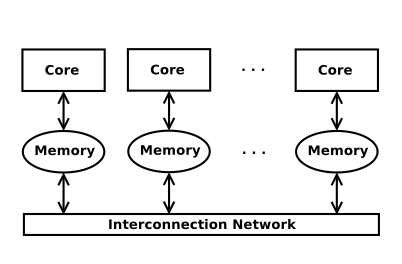 Core Core . . . Core
Memory Memory . . . Memory
Interconnection Network